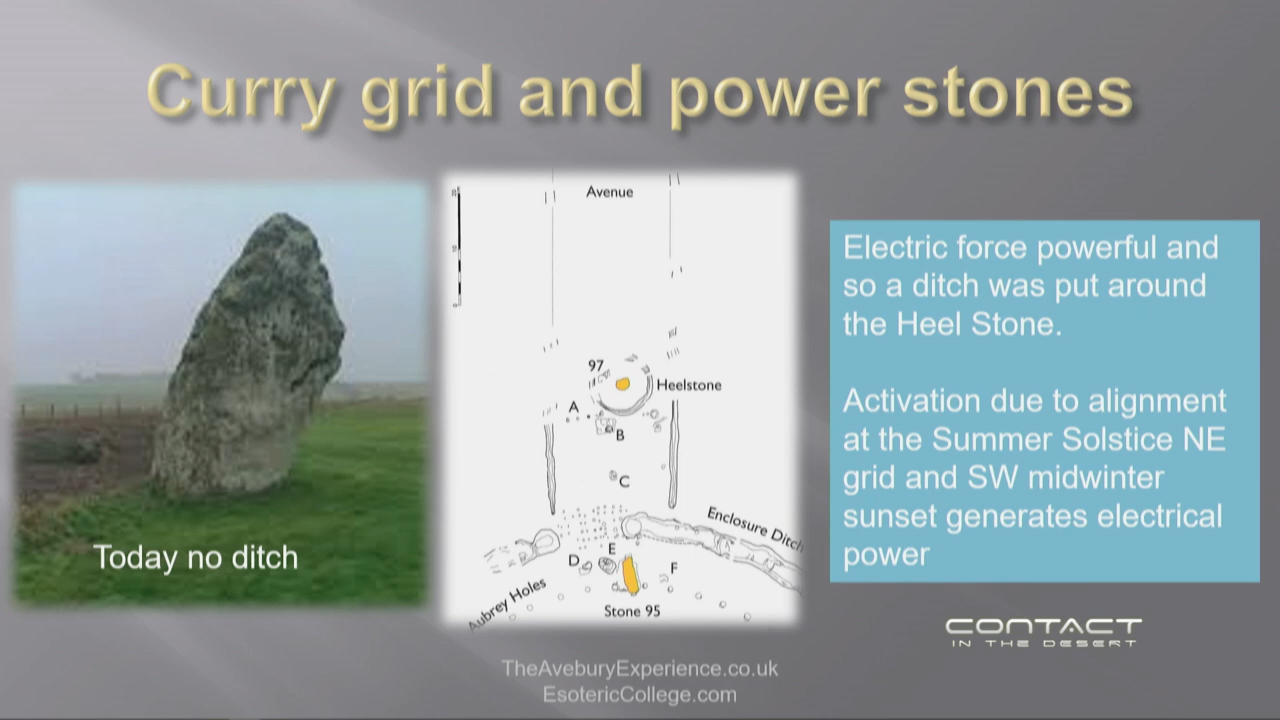 Curry grid and power stones
Today no ditch
Avenue
97
Heelstone
A
B
C
Enclosure Ditch
E
D
F
Aubrey Holes
Stone 95
Electric force powerful and
so a ditch was put around
the Heel Stone.
Activation due to alignment
at the Summer Solstice NE
grid and SW midwinter
sunset generates electrical
power
CONTACT
IN THE DESERT
TheAveburyExperience.co.uk
EsotericCollege.com